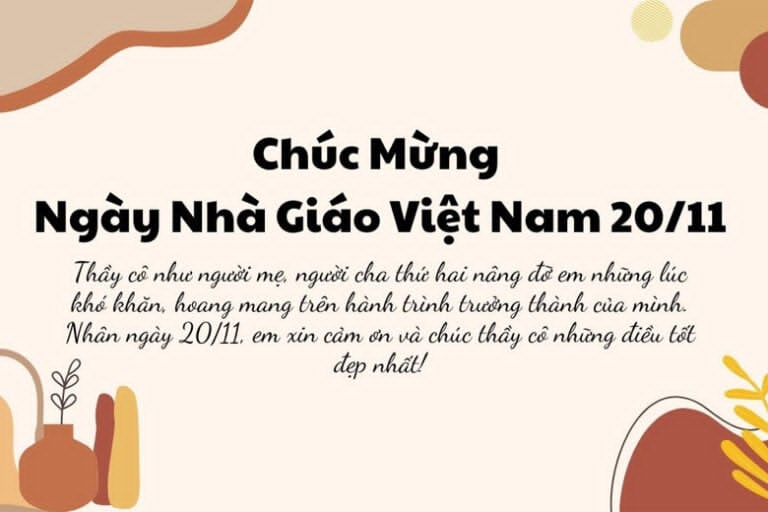 Chúc Mừng
Ngày Nhà Giáo Việt Nam 20/11
Thầy cô như người mẹ, người cha thứ hai nâng đỡ em những lúc
khó khăn, hoang mang trên hành trình trưởng thành của mình.
Nhân ngày 20/11, em xin cảm ơn và chúc thầy cô những điều tốt
đẹp nhất!